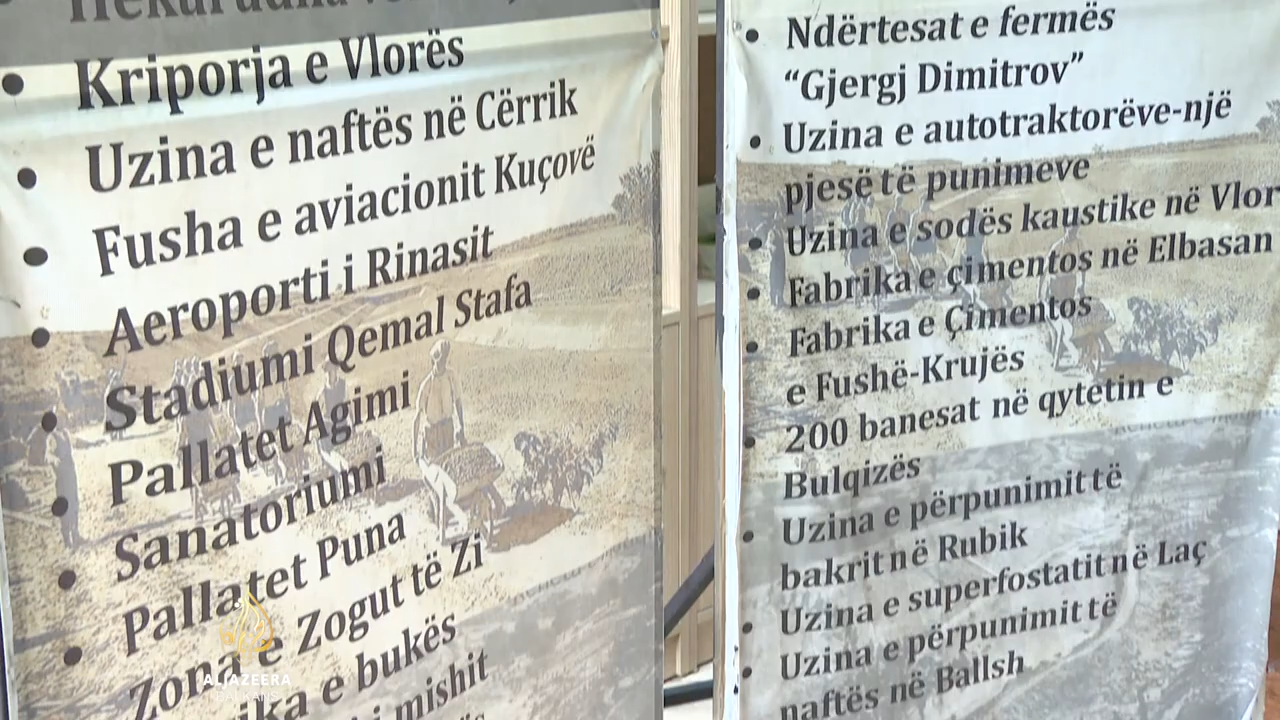 Kriporja e Vlorës
Uzina e naftës në Cërrik
Fusha e aviacionit Kuçovë
Aeroporti i Rinasit
Stadiumi Qemal Stafa
Pallatet Agimi
Sanatoriumi
Pallatet Puna
Zona e Zogut të Zi
e bukës
mishit
Ndërtesat e fermës
“Gjergj Dimitrov”
Uzina e autotraktorëve-një
pjesë të punimeve
Uzina e sodës kaustike në Vlor
Fabrika e çimentos në Elbasan
Fabrika e Çimentos
e Fushë-Krujës
200 banesat në qytetin e
Bulqizës
Uzina e përpunimit të
bakrit në Rubik
Uzina e superfostatit në Laç
Uzina e përpunimit të
naftës në Ballsh
ALJAZEERA
BALKANS